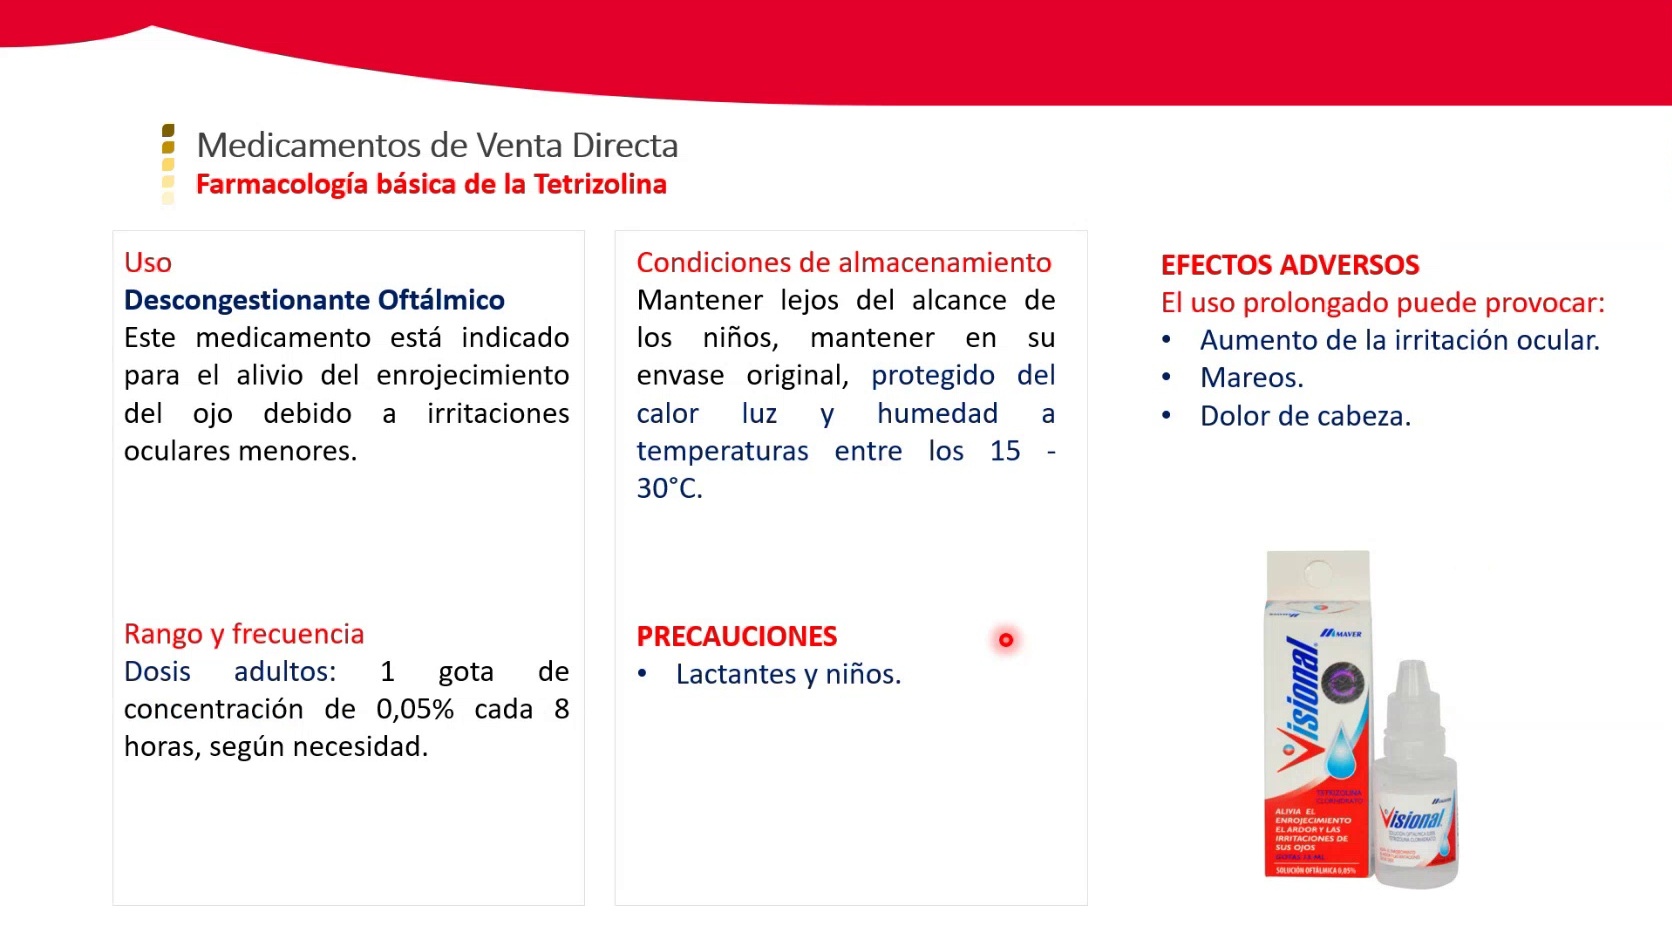 Medicamentos de Venta Directa
Farmacología básica de la Tetrizolina
Uso
Descongestionante Oftálmico
Este medicamento está indicado
para el alivio del enrojecimiento
del ojo debido a irritaciones
oculares menores.
Rango y frecuencia
Dosis adultos: 1 gota de
concentración de 0,05% cada 8
horas, según necesidad.
Condiciones de almacenamiento
Mantener lejos del alcance de
los niños, mantener en su
envase original, protegido del
calor luz y humedad a
temperaturas entre los 15 -
30°C.
PRECAUCIONES
• Lactantes y niños.
EFECTOS ADVERSOS
El uso prolongado puede provocar:
• Aumento de la irritación ocular.
• Mareos.
• Dolor de cabeza.
MAVER
Visional
TETRIZOLINA
CLORHIDRATO
ALIVIA EL
ENROJECIMIENTO
EL ARDOR Y LAS
IRRITACIONES DE
SUS OJOS
GOTAS 15 ML
SOLUCIÓN OFTÁLMICA 0,05%
Visional